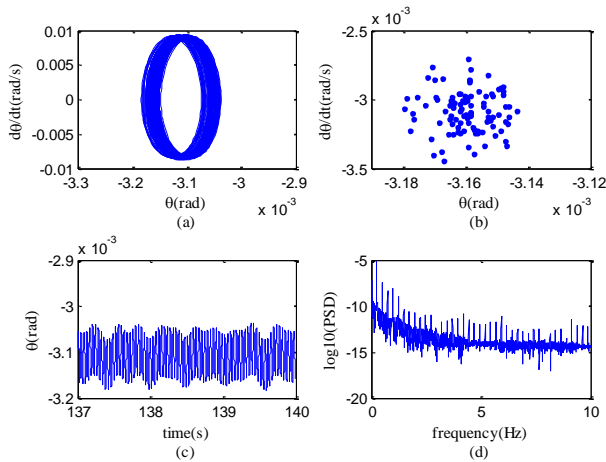 0.01
0.005
0
-0.005
-0.01
dθ/dt(rad/s)
-3.3
-3.2
-3.1
-3
-2.9
θ(rad)
x 10⁻³
(a)
x 10⁻³
-2.5
-3
-3.5
dθ/dt(rad/s)
-3.18
-3.16
-3.14
-3.12
θ(rad)
x 10⁻³
(b)
x 10⁻³
-2.9
-3
-3.1
-3.2
θ(rad)
137
138
139
140
time(s)
(c)
-5
-10
-15
-20
log10(PSD)
0
5
10
frequency(Hz)
(d)